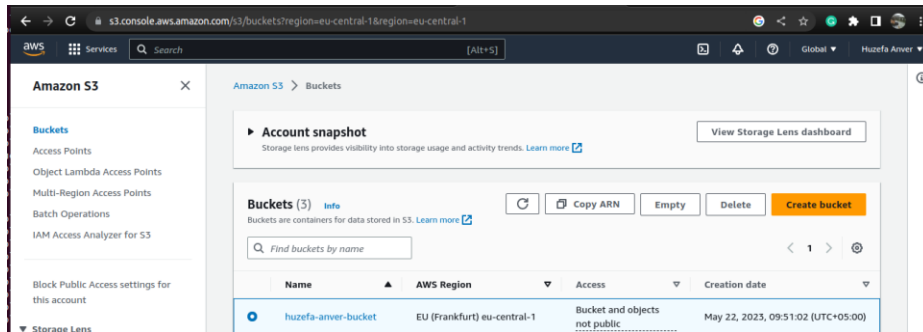 s3.console.aws.amazon.com/s3/buckets?region=eu-central-1&region=eu-central-1
aws Services Search [Alt+S] Global Huzefa Anver
Amazon S3
Buckets
Access Points
Object Lambda Access Points
Multi-Region Access Points
Batch Operations
IAM Access Analyzer for S3
Block Public Access settings for
this account
Storage Lens
Amazon S3 > Buckets
Account snapshot View Storage Lens dashboard
Storage lens provides visibility into storage usage and activity trends. Learn more
Buckets (3) Info Copy ARN Empty Delete Create bucket
Buckets are containers for data stored in S3. Learn more
Find buckets by name < 1 >
Name AWS Region Access Creation date
huzefa-anver-bucket EU (Frankfurt) eu-central-1 Bucket and objects
not public May 22, 2023, 09:51:02 (UTC+05:00)